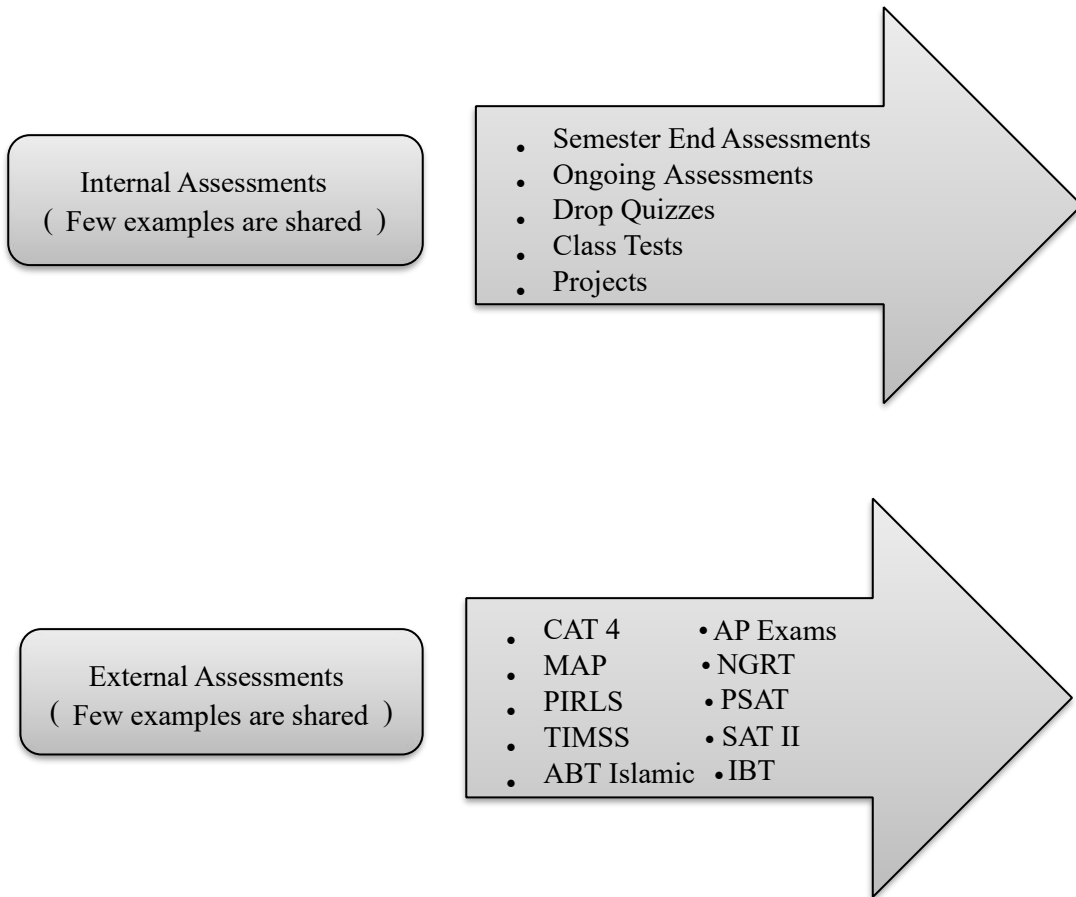 Internal Assessments
( Few examples are shared )
• Semester End Assessments
• Ongoing Assessments
• Drop Quizzes
• Class Tests
• Projects
External Assessments
( Few examples are shared )
• CAT 4 • AP Exams
• MAP • NGRT
• PIRLS • PSAT
• TIMSS • SAT II
• ABT Islamic • IBT